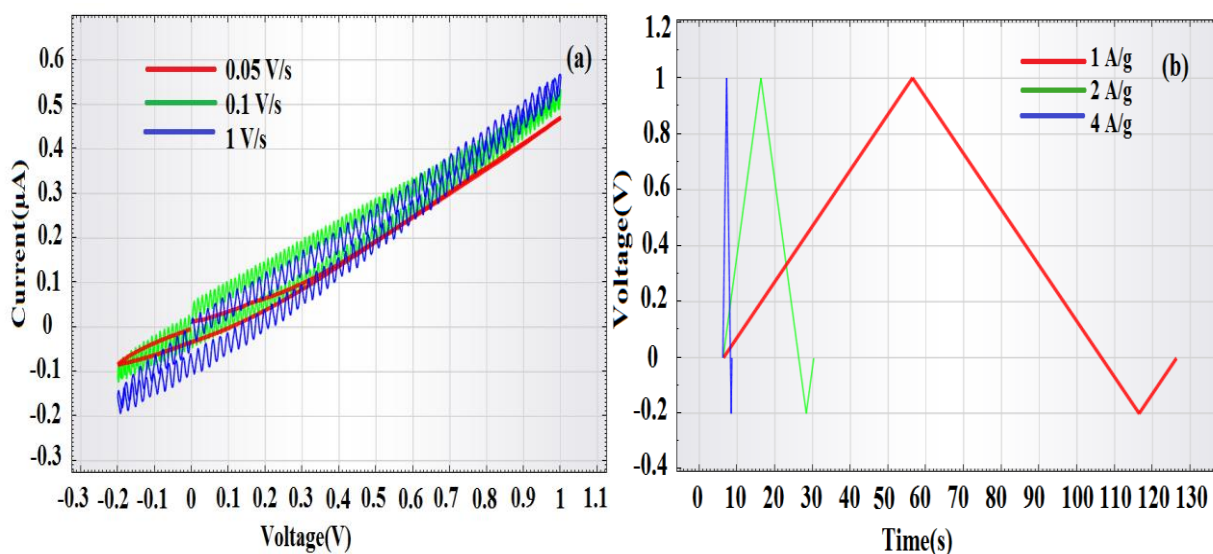 (a)
0.05 V/s
0.1 V/s
1 V/s
Current(μA)
0.6
0.5
0.4
0.3
0.2
0.1
0
-0.1
-0.2
-0.3
-0.3 -0.2 -0.1 0 0.1 0.2 0.3 0.4 0.5 0.6 0.7 0.8 0.9 1 1.1
Voltage(V)
(b)
1 A/g
2 A/g
4 A/g
Voltage(V)
1.2
1
0.8
0.6
0.4
0.2
0
-0.2
-0.4
0 10 20 30 40 50 60 70 80 90 100 110 120 130
Time(s)